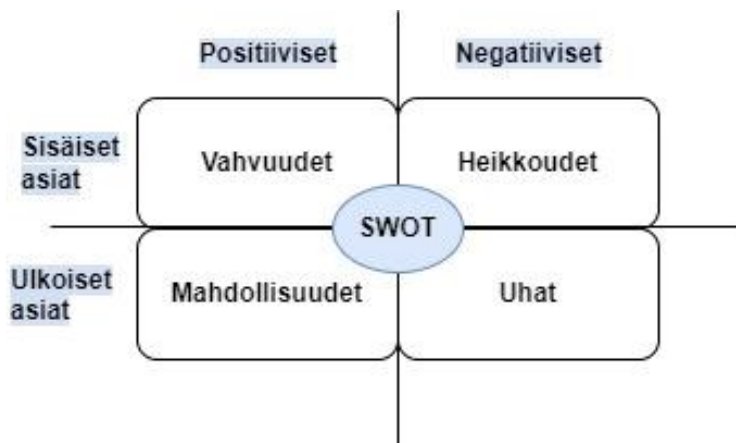 Positiiviset
Negatiiviset
Sisäiset
asiat
Vahvuudet
Heikkoudet
SWOT
Ulkoiset
asiat
Mahdollisuudet
Uhat